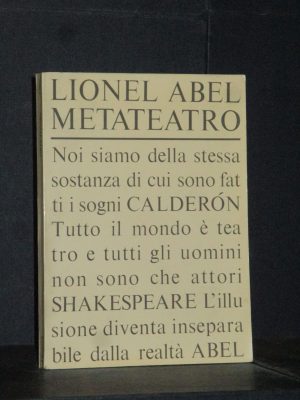 LIONEL ABEL
METATEATRO
Noi siamo della stessa
sostanza di cui sono fat
ti i sogni CALDERÓN
Tutto il mondo è tea
tro e tutti gli uomini
non sono che attori
SHAKESPEARE L'illu
sione diventa insepara
bile dalla realtà ABEL